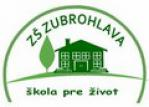 ZŠ ZUBROHLAVA
škola pre život